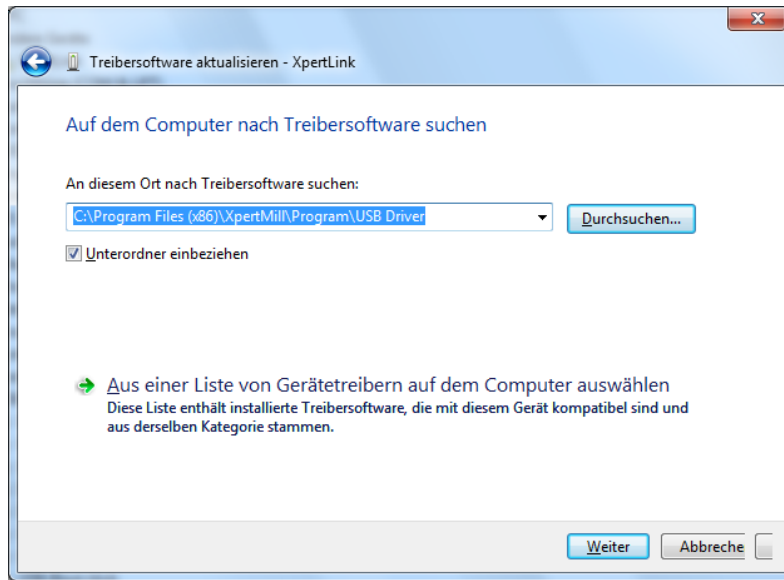 Treibersoftware aktualisieren - XpertLink
Auf dem Computer nach Treibersoftware suchen
An diesem Ort nach Treibersoftware suchen:
C:\Program Files (x86)\XpertMill\Program\USB Driver
Durchsuchen...
Unterordner einbeziehen
Aus einer Liste von Gerätetreibern auf dem Computer auswählen
Diese Liste enthält installierte Treibersoftware, die mit diesem Gerät kompatibel sind und
aus derselben Kategorie stammen.
Weiter Abbreche